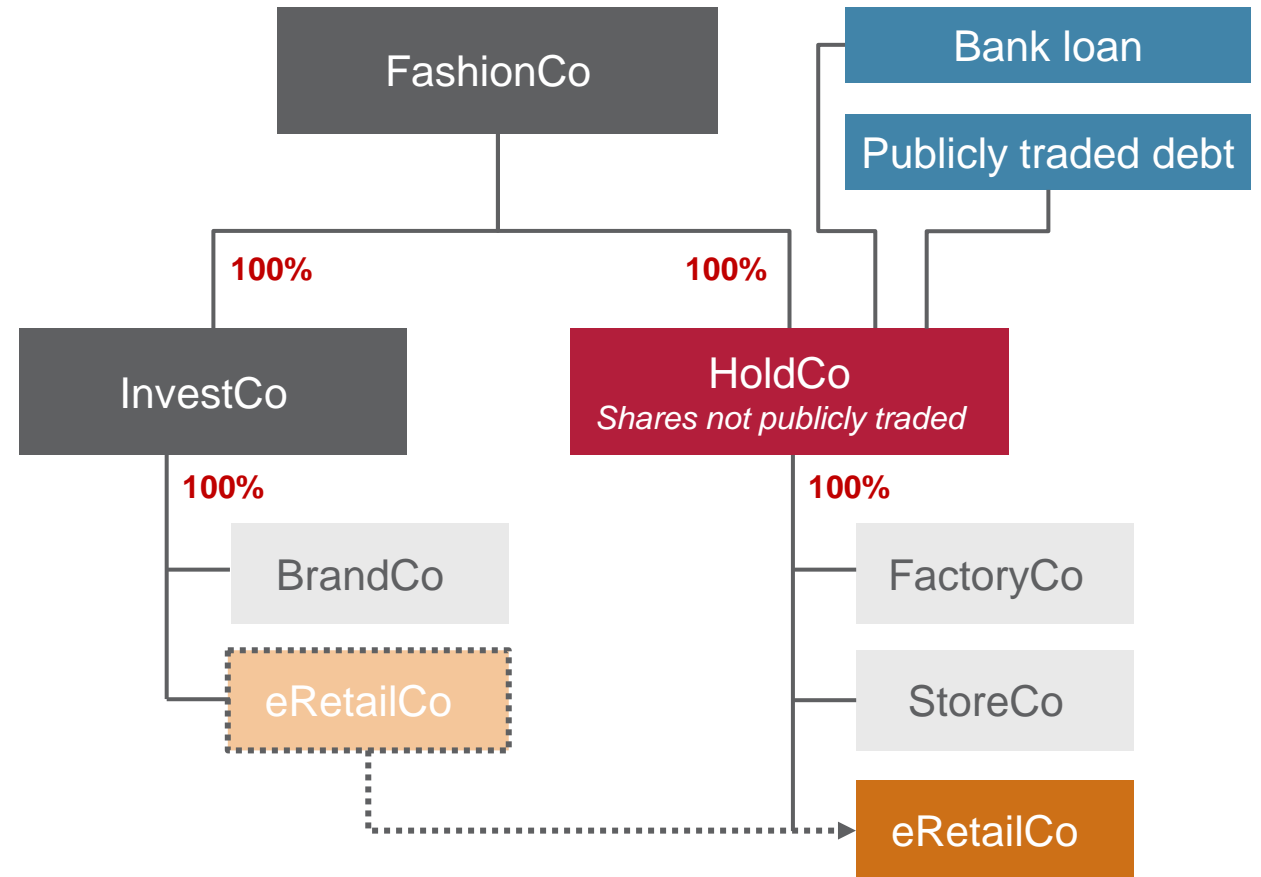 FashionCo
Bank loan
Publicly traded debt
100%
100%
InvestCo
HoldCo
Shares not publicly traded
100%
100%
BrandCo
FactoryCo
eRetailCo
StoreCo
eRetailCo